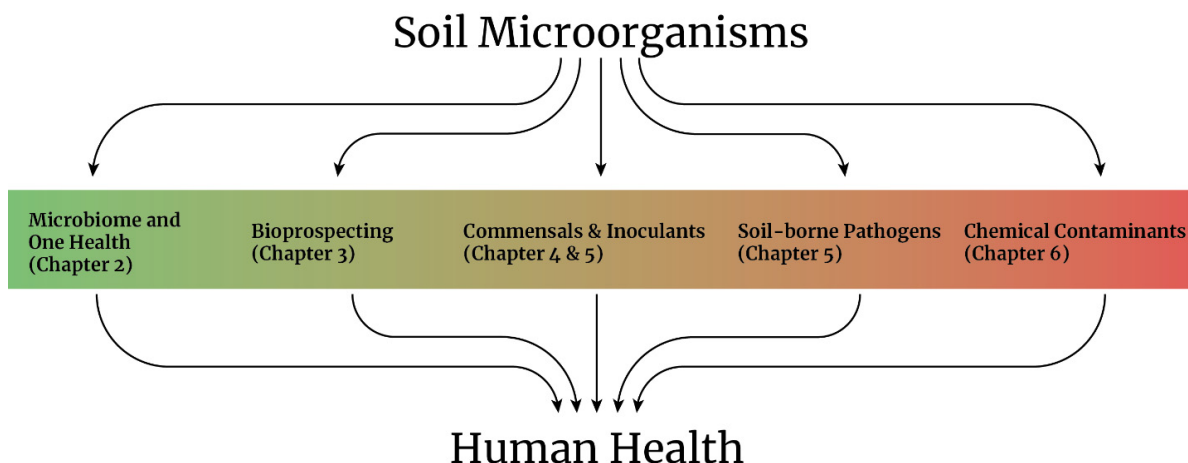 Soil Microorganisms
Microbiome and
One Health
(Chapter 2)
Bioprospecting
(Chapter 3)
Commensals & Inoculants
(Chapter 4 & 5)
Soil-borne Pathogens
(Chapter 5)
Chemical Contaminants
(Chapter 6)
Human Health